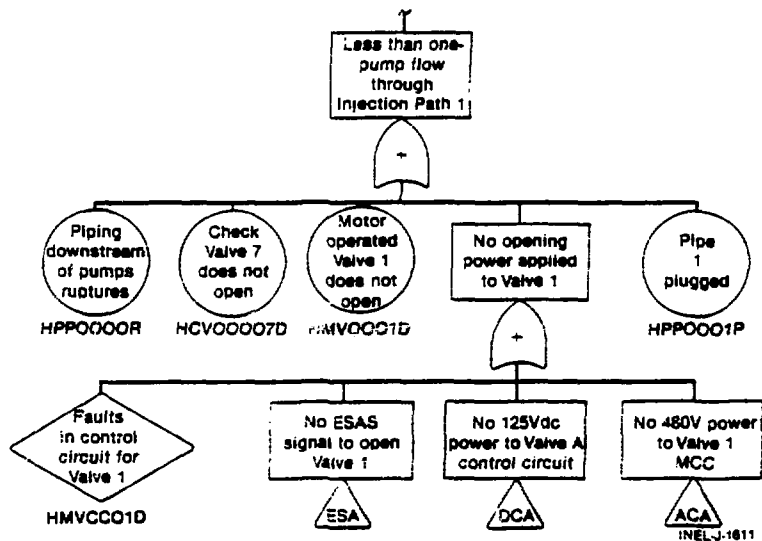 Less than one-
pump flow
through
Injection Path 1
+
Piping
downstream
of pumps
ruptures
HPPOOOOR
Check
Valve 7
does not
open
HCVOOOO7D
Motor
operated
Valve 1
does not
open
HMVOOO1D
No opening
power applied
to Valve 1
Pipe
1
plugged
HPPOOO1P
+
Faults
in control
circuit for
Valve 1
HMVCCO1D
No ESAS
signal to open
Valve 1
ESA
No 125Vdc
power to Valve A
control circuit
DCA
No 480V power
to Valve 1
MCC
ACA
INEL-J-1611